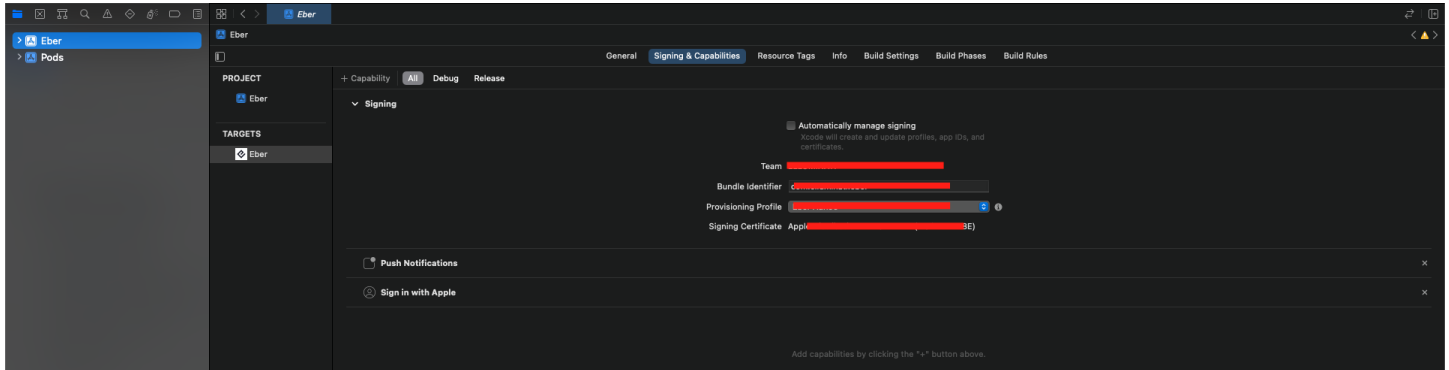 Eber
Eber
Pods
Eber
General Signing & Capabilities Resource Tags Info Build Settings Build Phases Build Rules
PROJECT
Eber
TARGETS
Eber
+ Capability All Debug Release
Signing
Automatically manage signing
Xcode will create and update profiles, app IDs, and
certificates.
Team
Bundle Identifier
Provisioning Profile
Signing Certificate Apple BE)
Push Notifications
Sign in with Apple
Add capabilities by clicking the "+" button above.